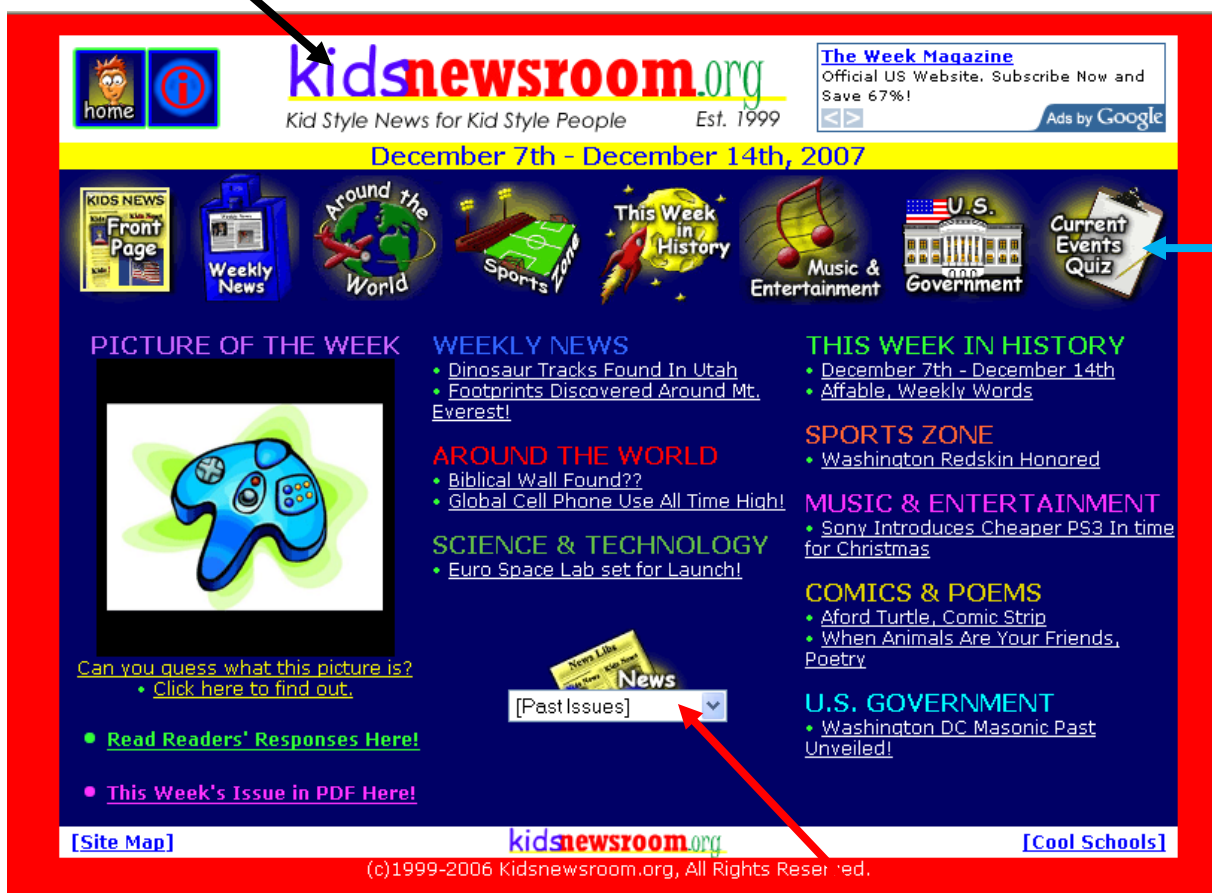 home
kidsnewsroom.org
Kid Style News for Kid Style People Est. 1999
The Week Magazine
Official US Website. Subscribe Now and
Save 67%!
< >
Ads by Google
December 7th - December 14th, 2007
KIDS NEWS
Front
Page
Weekly
News
Around the
World
Sports Zone
This Week
in
History
Music &
Entertainment
U.S.
Government
Current
Events
Quiz
PICTURE OF THE WEEK
Can you guess what this picture is?
• Click here to find out.
• Read Readers' Responses Here!
• This Week's Issue in PDF Here!
WEEKLY NEWS
• Dinosaur Tracks Found In Utah
• Footprints Discovered Around Mt.
Everest!
AROUND THE WORLD
• Biblical Wall Found??
• Global Cell Phone Use All Time High!
SCIENCE & TECHNOLOGY
• Euro Space Lab set for Launch!
News
[Past Issues]
THIS WEEK IN HISTORY
• December 7th - December 14th
• Affable, Weekly Words
SPORTS ZONE
• Washington Redskin Honored
MUSIC & ENTERTAINMENT
• Sony Introduces Cheaper PS3 In time
for Christmas
COMICS & POEMS
• Aford Turtle, Comic Strip
• When Animals Are Your Friends,
Poetry
U.S. GOVERNMENT
• Washington DC Masonic Past
Unveiled!
[Site Map]
kidsnewsroom.org
[Cool Schools]
(c)1999-2006 Kidsnewsroom.org, All Rights Reserved.